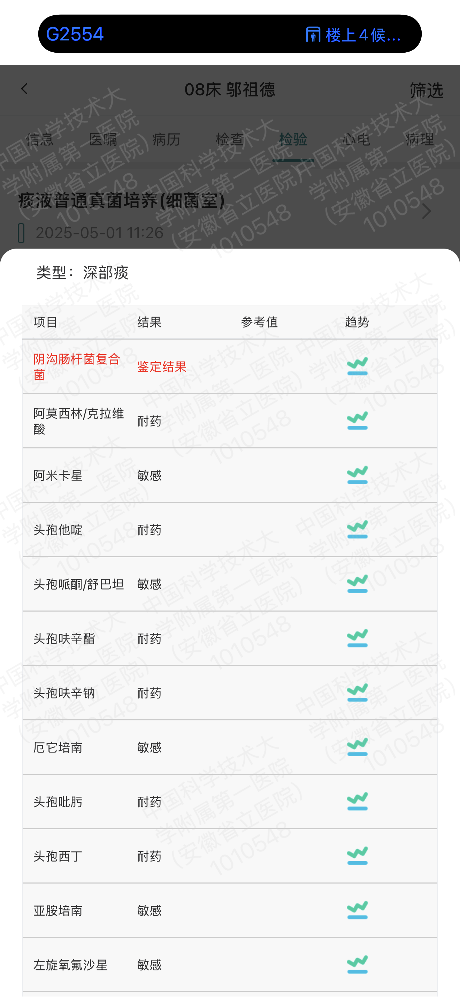 G2554
楼上4候...
08床 邬祖德
筛选
信息
医嘱
病历
检查
检验
心电
病理
痰液普通真菌培养(细菌室)
2025-05-01 11:26
类型：深部痰
项目
结果
参考值
趋势
阴沟肠杆菌复合
菌
鉴定结果
阿莫西林/克拉维
酸
耐药
阿米卡星
敏感
头孢他啶
耐药
头孢哌酮/舒巴坦
敏感
头孢呋辛酯
耐药
头孢呋辛钠
耐药
厄它培南
敏感
头孢吡肟
耐药
头孢西丁
耐药
亚胺培南
敏感
左旋氧氟沙星
敏感
中国科学技术大
学附属第一医院
(安徽省立医院)
1010548